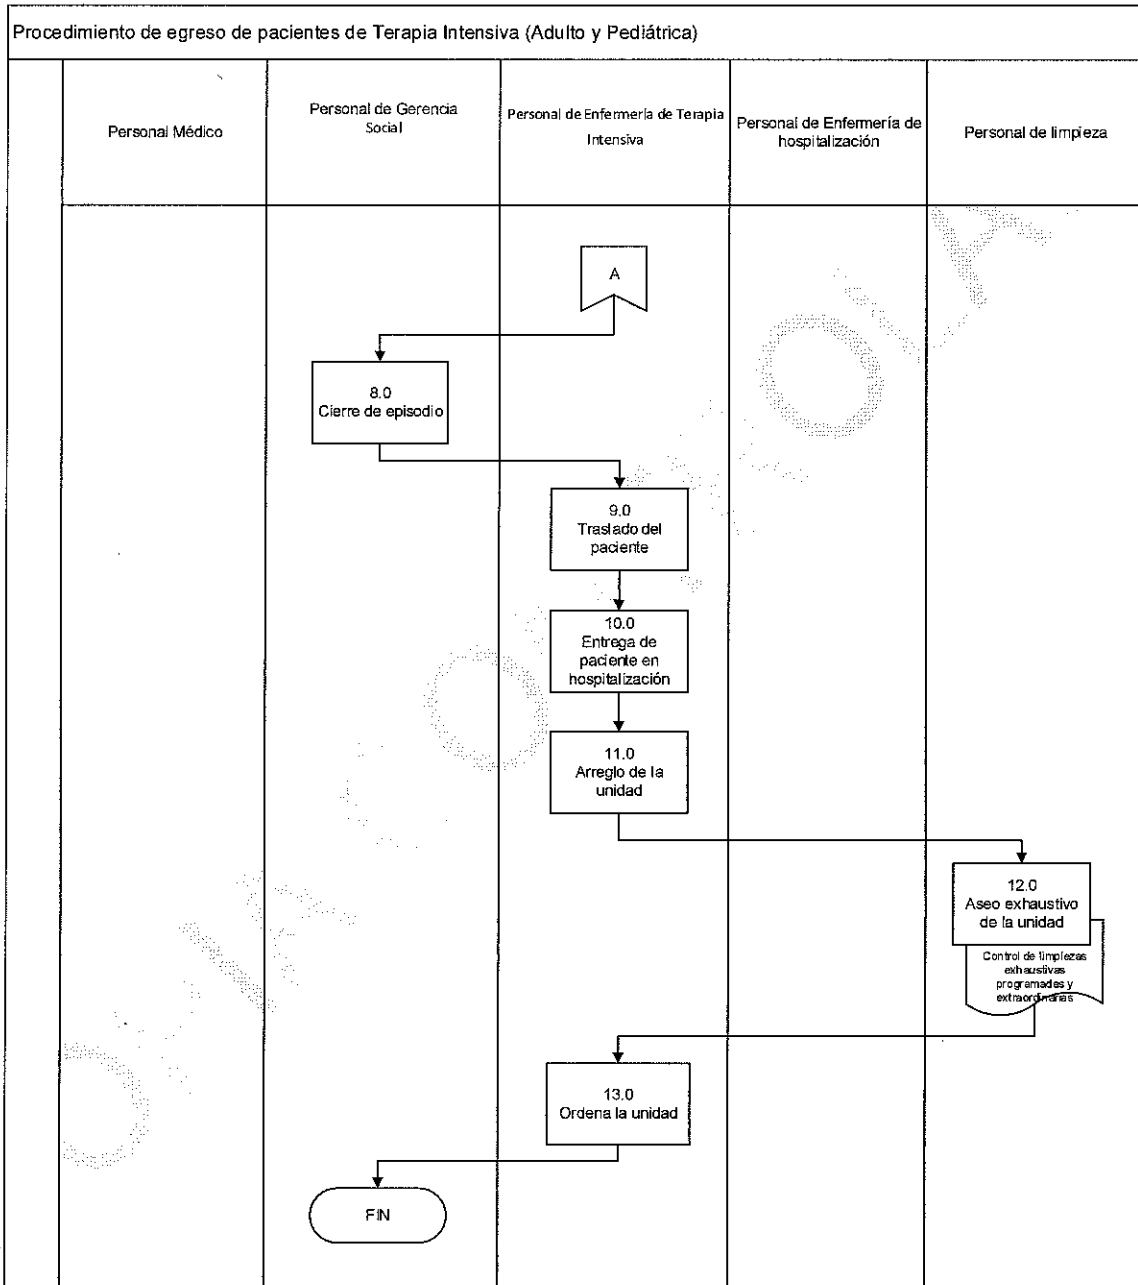 Procedimiento de egreso de pacientes de Terapia Intensiva (Adulto y Pediátrica)
Personal Médico
Personal de Gerencia
Social
Personal de Enfermería de Terapia
Intensiva
Personal de Enfermería de
hospitalización
Personal de limpieza
A
8.0
Cierre de episodio
9.0
Traslado del
paciente
10.0
Entrega de
paciente en
hospitalización
11.0
Arreglo de la
unidad
12.0
Aseo exhaustivo
de la unidad
Control de limpiezas
exhaustivas
programadas y
extraordinarias
13.0
Ordena la unidad
FIN